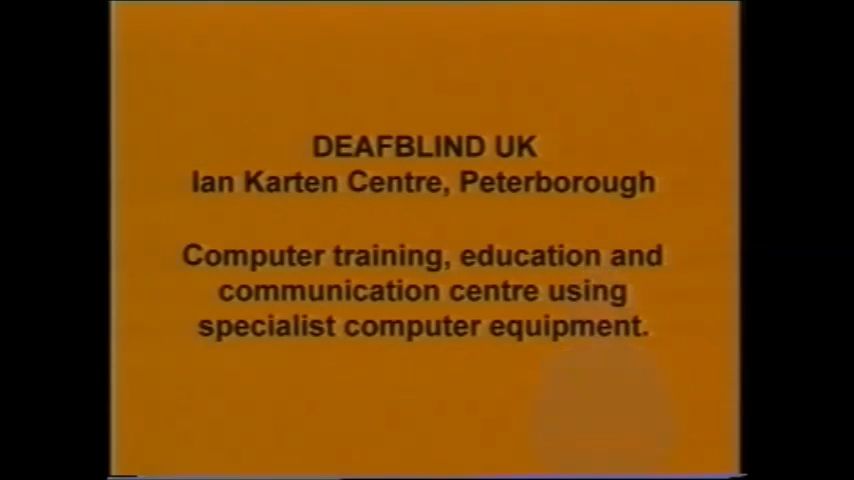 DEAFBLIND UK
Ian Karten Centre, Peterborough
Computer training, education and
communication centre using
specialist computer equipment.